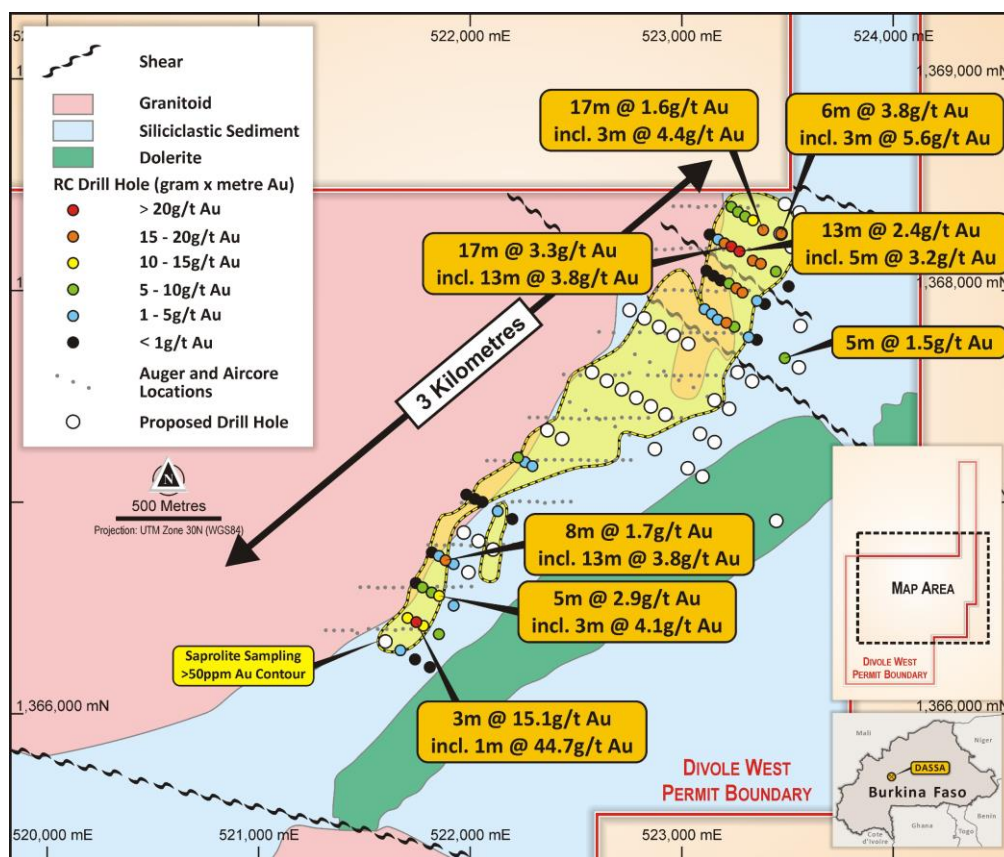 522,000 mE
523,000 mE
524,000 mE
1,369,000 mN
Shear
Granitoid
Siliciclastic Sediment
Dolerite
RC Drill Hole (gram x metre Au)
> 20g/t Au
15 - 20g/t Au
10 - 15g/t Au
5 - 10g/t Au
1 - 5g/t Au
< 1g/t Au
Auger and Aircore
Locations
Proposed Drill Hole
N
500 Metres
Projection: UTM Zone 30N (WGS84)
17m @ 1.6g/t Au
incl. 3m @ 4.4g/t Au
6m @ 3.8g/t Au
incl. 3m @ 5.6g/t Au
17m @ 3.3g/t Au
incl. 13m @ 3.8g/t Au
13m @ 2.4g/t Au
incl. 5m @ 3.2g/t Au
1,368,000 mN
5m @ 1.5g/t Au
3 Kilometres
8m @ 1.7g/t Au
incl. 13m @ 3.8g/t Au
5m @ 2.9g/t Au
incl. 3m @ 4.1g/t Au
Saprolite Sampling
>50ppm Au Contour
3m @ 15.1g/t Au
incl. 1m @ 44.7g/t Au
MAP AREA
DIVOLE WEST
PERMIT BOUNDARY
1,366,000 mN
1,366,000 mN
DIVOLE WEST
PERMIT BOUNDARY
Mali
Niger
DASSA
Burkina Faso
Benin
Ghana
Togo
Cote
d'Ivoire
520,000 mE
521,000 mE
522,000 mE
523,000 mE